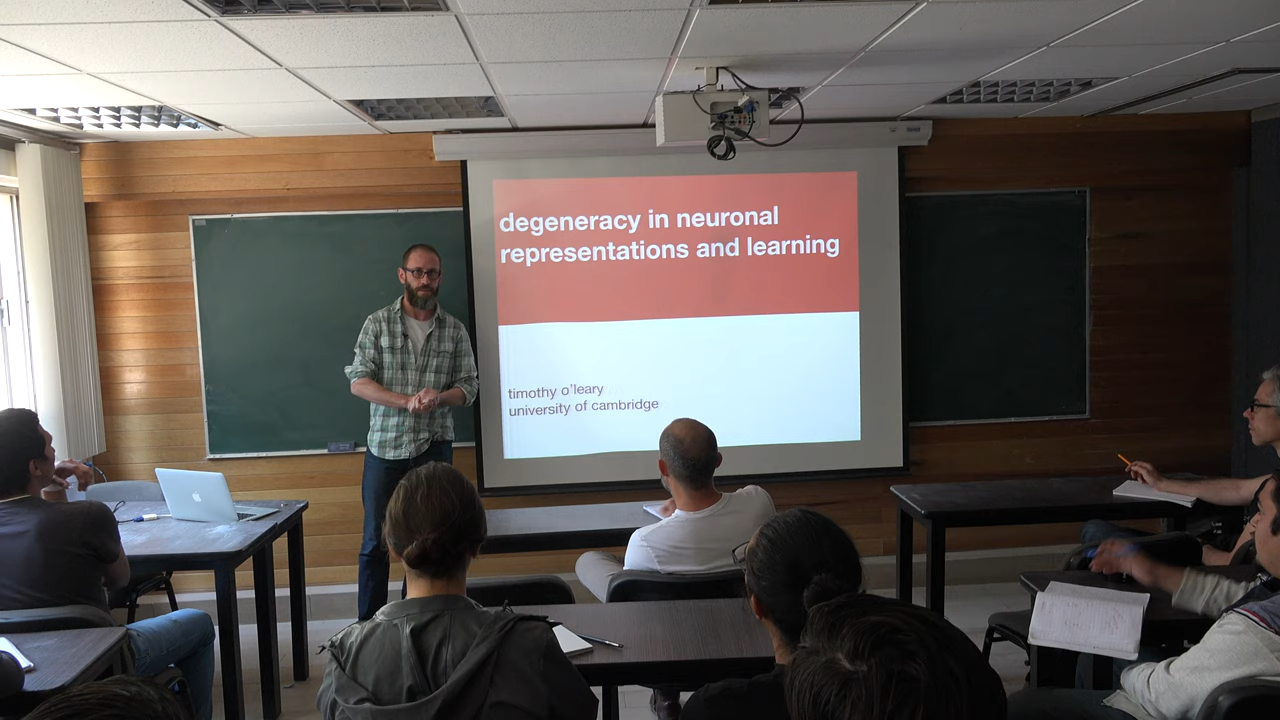 degeneracy in neuronal
representations and learning
timothy o'leary
university of cambridge